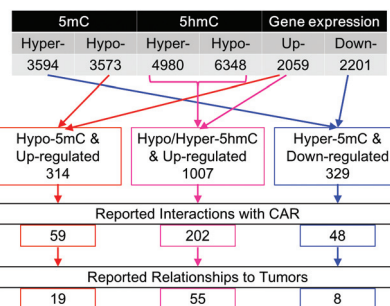 5mC 5hmC Gene expression
Hyper- Hypo- Hyper- Hypo- Up- Down-
3594 3573 4980 6348 2059 2201
Hypo-5mC & Hypo/Hyper-5hmC Hyper-5mC &
Up-regulated & Up-regulated Down-regulated
314 1007 329
Reported Interactions with CAR
59 202 48
Reported Relationships to Tumors
19 55 8